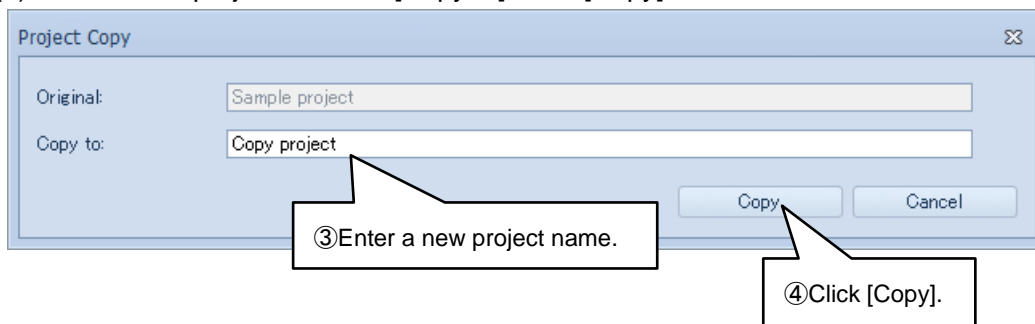 Project Copy
Original: Sample project
Copy to: Copy project
Copy Cancel
③Enter a new project name.
④Click [Copy].